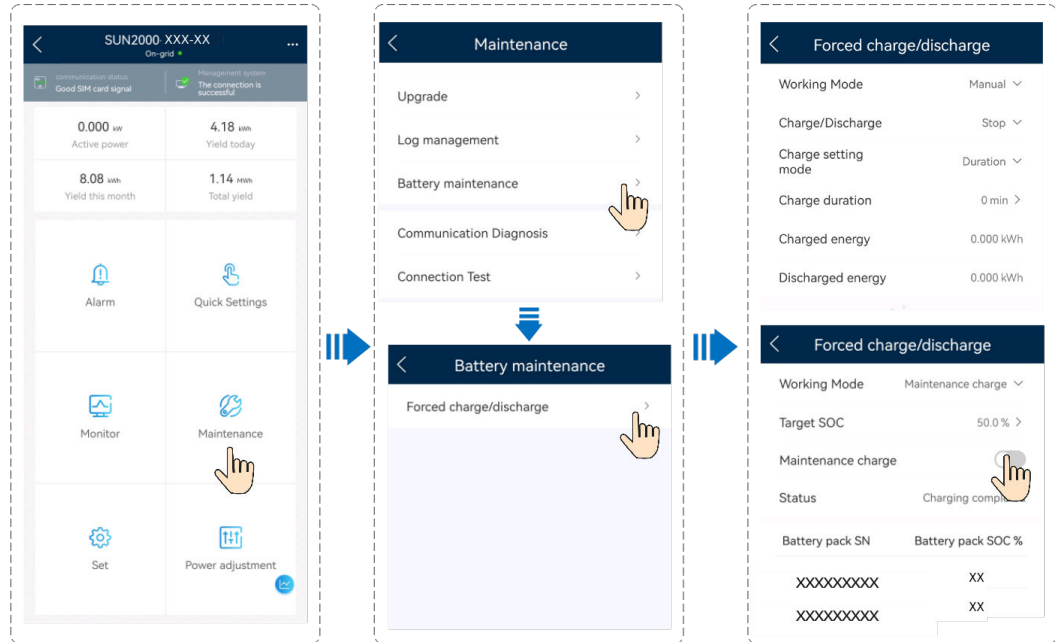 SUN2000- XXX-XX
On-grid
...
communication status
Good SIM card signal
Management system
The connection is
successful
0.000 kW
Active power
4.18 kWh
Yield today
8.08 kWh
Yield this month
1.14 MWh
Total yield
Alarm
Quick Settings
Monitor
Maintenance
Set
Power adjustment
Maintenance
Upgrade
Log management
Battery maintenance
Communication Diagnosis
Connection Test
Battery maintenance
Forced charge/discharge
Forced charge/discharge
Working Mode Manual
Charge/Discharge Stop
Charge setting
mode Duration
Charge duration 0 min
Charged energy 0.000 kWh
Discharged energy 0.000 kWh
Forced charge/discharge
Working Mode Maintenance charge
Target SOC 50.0 %
Maintenance charge
Status Charging
Battery pack SN Battery pack SOC %
XXXXXXXXX XX
XXXXXXXXX XX